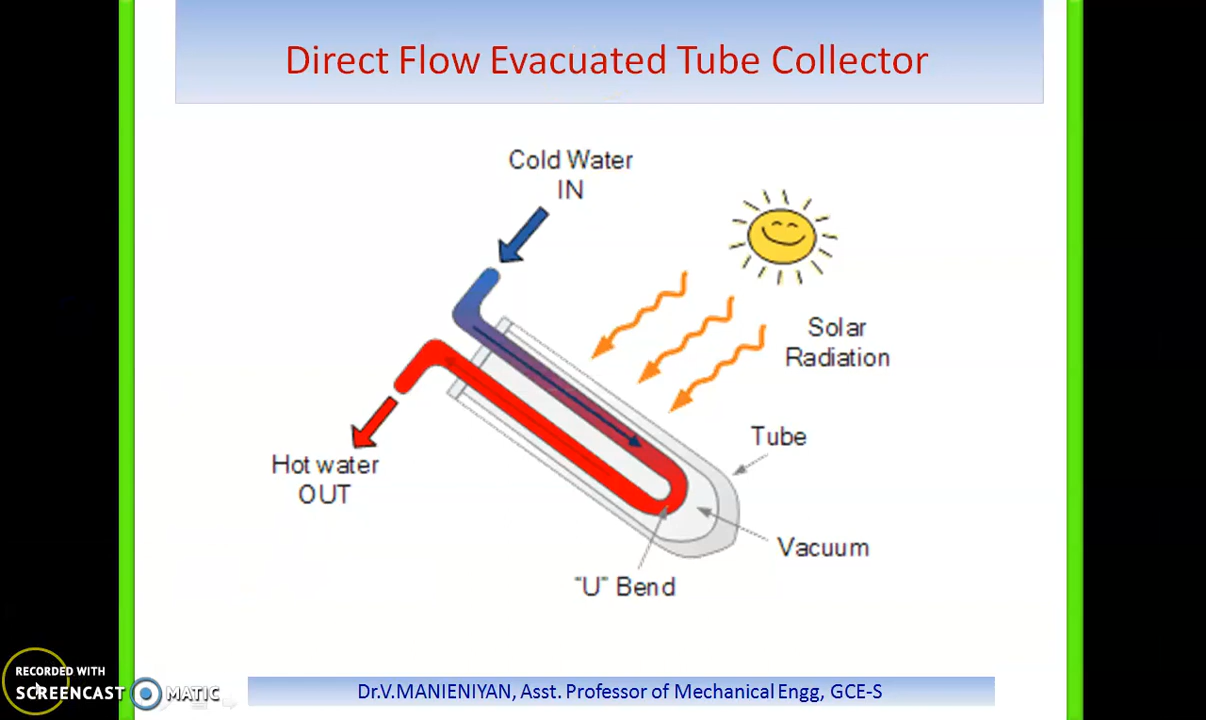 Direct Flow Evacuated Tube Collector
Cold Water
IN
Solar
Radiation
Tube
Hot water
OUT
Vacuum
"U" Bend
RECORDED WITH
SCREENCAST MATIC
Dr.V.MANIENIYAN, Asst. Professor of Mechanical Engg, GCE-S